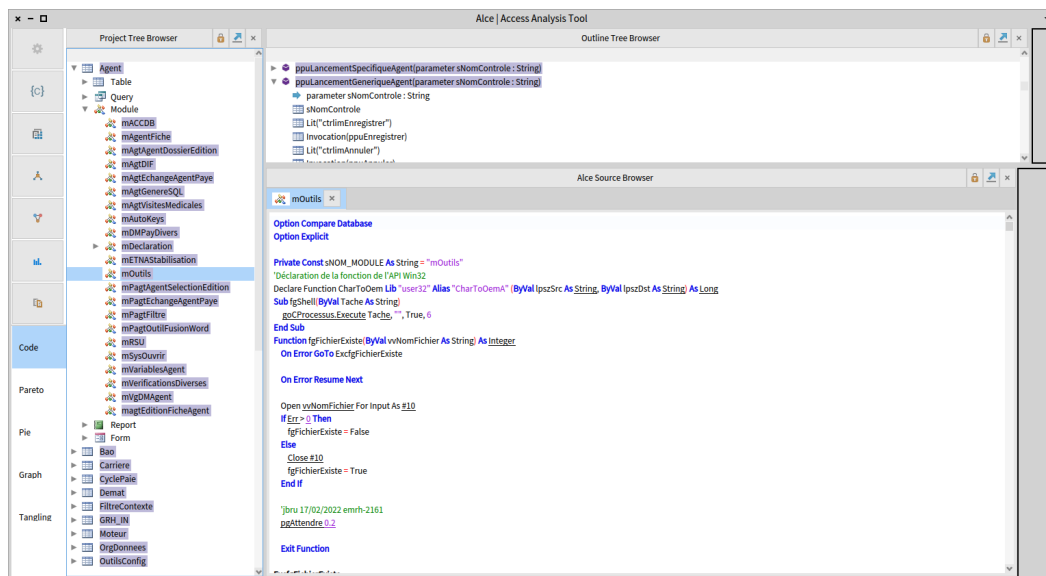 Alce | Access Analysis Tool
Project Tree Browser
Agent
Table
Query
Module
mACCDB
mAgentFiche
mAgtAgentDossierEdition
mAgtDIF
mAgtEchangeAgentPaye
mAgtGenereSQL
mAgtVisitesMedicales
mAutoKeys
mDMPayDivers
mDeclaration
mETNAStabilisation
mOutils
mPagtAgentSelectionEdition
mPagtEchangeAgentPaye
mPagtFiltre
mPagtOutilFusionWord
mRSU
mSysOuvrir
mVariablesAgent
mVerificationsDiverses
mVgDMAgent
magtEditionFicheAgent
Report
Form
Bao
Carriere
CyclePaie
Demat
FiltreContexte
GRH_IN
Moteur
OrgDonnees
OutilsConfig
{c}
Code
Pareto
Pie
Graph
Tangling
Outline Tree Browser
ppuLancementSpecifiqueAgent(parameter sNomControle : String)
ppuLancementGeneriqueAgent(parameter sNomControle : String)
parameter sNomControle : String
sNomControle
Lit("ctrlimEnregistrer")
Invocation(ppuEnregistrer)
Lit("ctrlimAnnuler")
Alce Source Browser
mOutils
Option Compare Database
Option Explicit
Private Const sNOM_MODULE As String = "mOutils"
'Déclaration de la fonction de l'API Win32
Declare Function CharToOem Lib "user32" Alias "CharToOemA" (ByVal lpszSrc As String, ByVal lpszDst As String) As Long
Sub fgShell(ByVal Tache As String)
goCProcessus.Execute Tache, "", True, 6
End Sub
Function fgFichierExiste(ByVal vvNomFichier As String) As Integer
On Error GoTo ExcfgFichierExiste
On Error Resume Next
Open vvNomFichier For Input As #10
If Err > 0 Then
fgFichierExiste = False
Else
Close #10
fgFichierExiste = True
End If
'jbru 17/02/2022 emrh-2161
pgAttendre 0.2
Exit Function